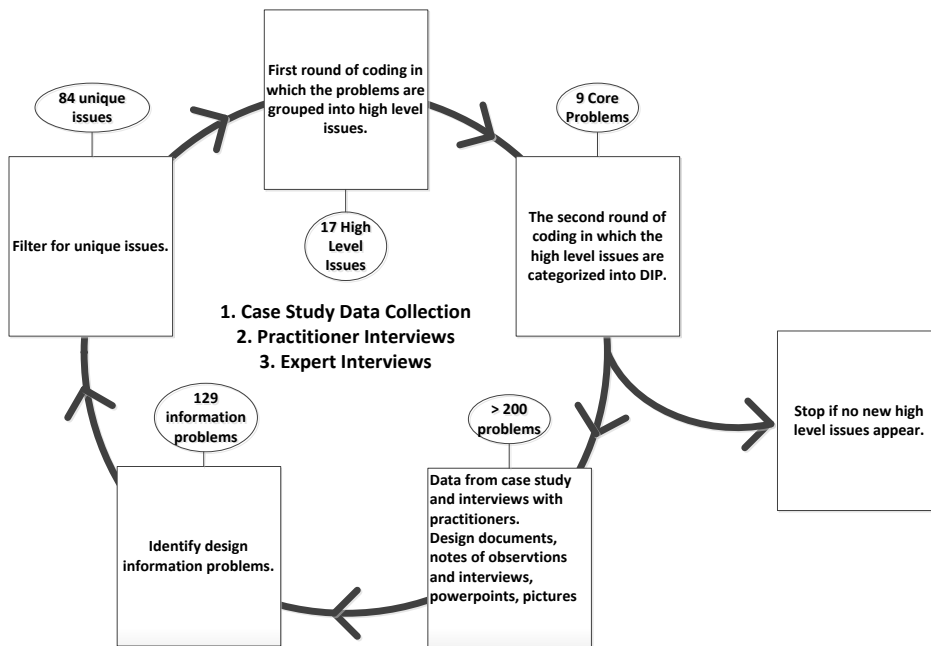 84 unique
issues
First round of coding in
which the problems are
grouped into high level
issues.
9 Core
Problems
Filter for unique issues.
17 High
Level
Issues
The second round of
coding in which the
high level issues are
categorized into DIP.
1. Case Study Data Collection
2. Practitioner Interviews
3. Expert Interviews
129
information
problems
> 200
problems
Stop if no new high
level issues appear.
Identify design
information problems.
Data from case study
and interviews with
practitioners.
Design documents,
notes of observtions
and interviews,
powerpoints, pictures